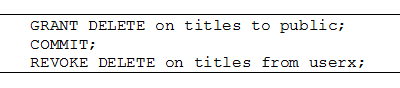 GRANT DELETE on titles to public;
COMMIT;
REVOKE DELETE on titles from userx;